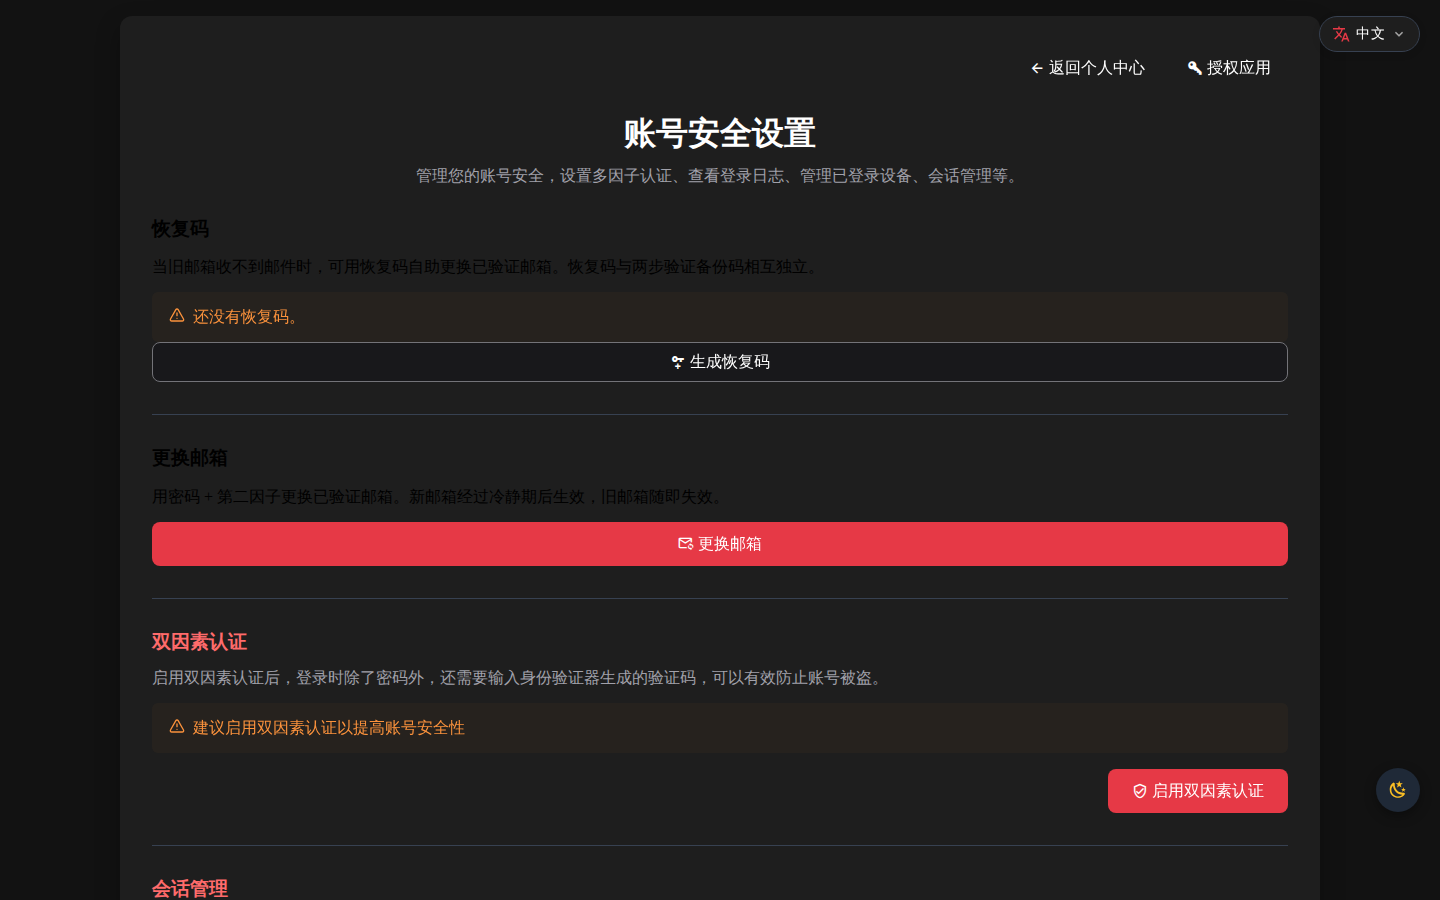 中文
返回个人中心
授权应用
账号安全设置
管理您的账号安全，设置多因子认证、查看登录日志、管理已登录设备、会话管理等。
恢复码
当旧邮箱收不到邮件时，可用恢复码自助更换已验证邮箱。恢复码与两步验证备份码相互独立。
还没有恢复码。
生成恢复码
更换邮箱
用密码 + 第二因子更换已验证邮箱。新邮箱经过冷静期后生效，旧邮箱随即失效。
更换邮箱
双因素认证
启用双因素认证后，登录时除了密码外，还需要输入身份验证器生成的验证码，可以有效防止账号被盗。
建议启用双因素认证以提高账号安全性
启用双因素认证
会话管理